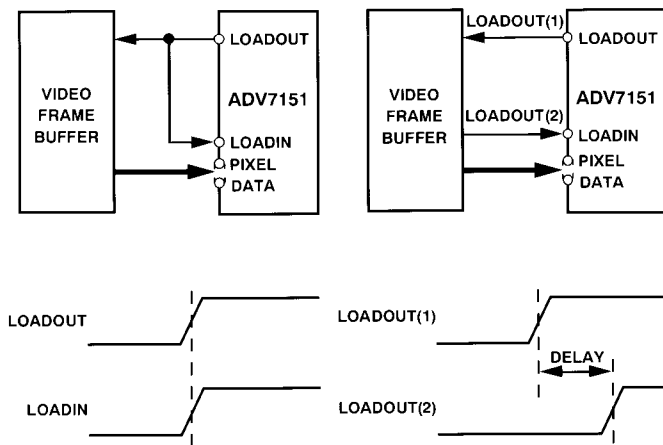 LOADOUT
ADV7151
VIDEO
FRAME
BUFFER
LOADIN
PIXEL
DATA
LOADOUT(1)
LOADOUT
ADV7151
VIDEO
FRAME
BUFFER
LOADOUT(2)
LOADIN
PIXEL
DATA
LOADOUT
LOADIN
LOADOUT(1)
DELAY
LOADOUT(2)